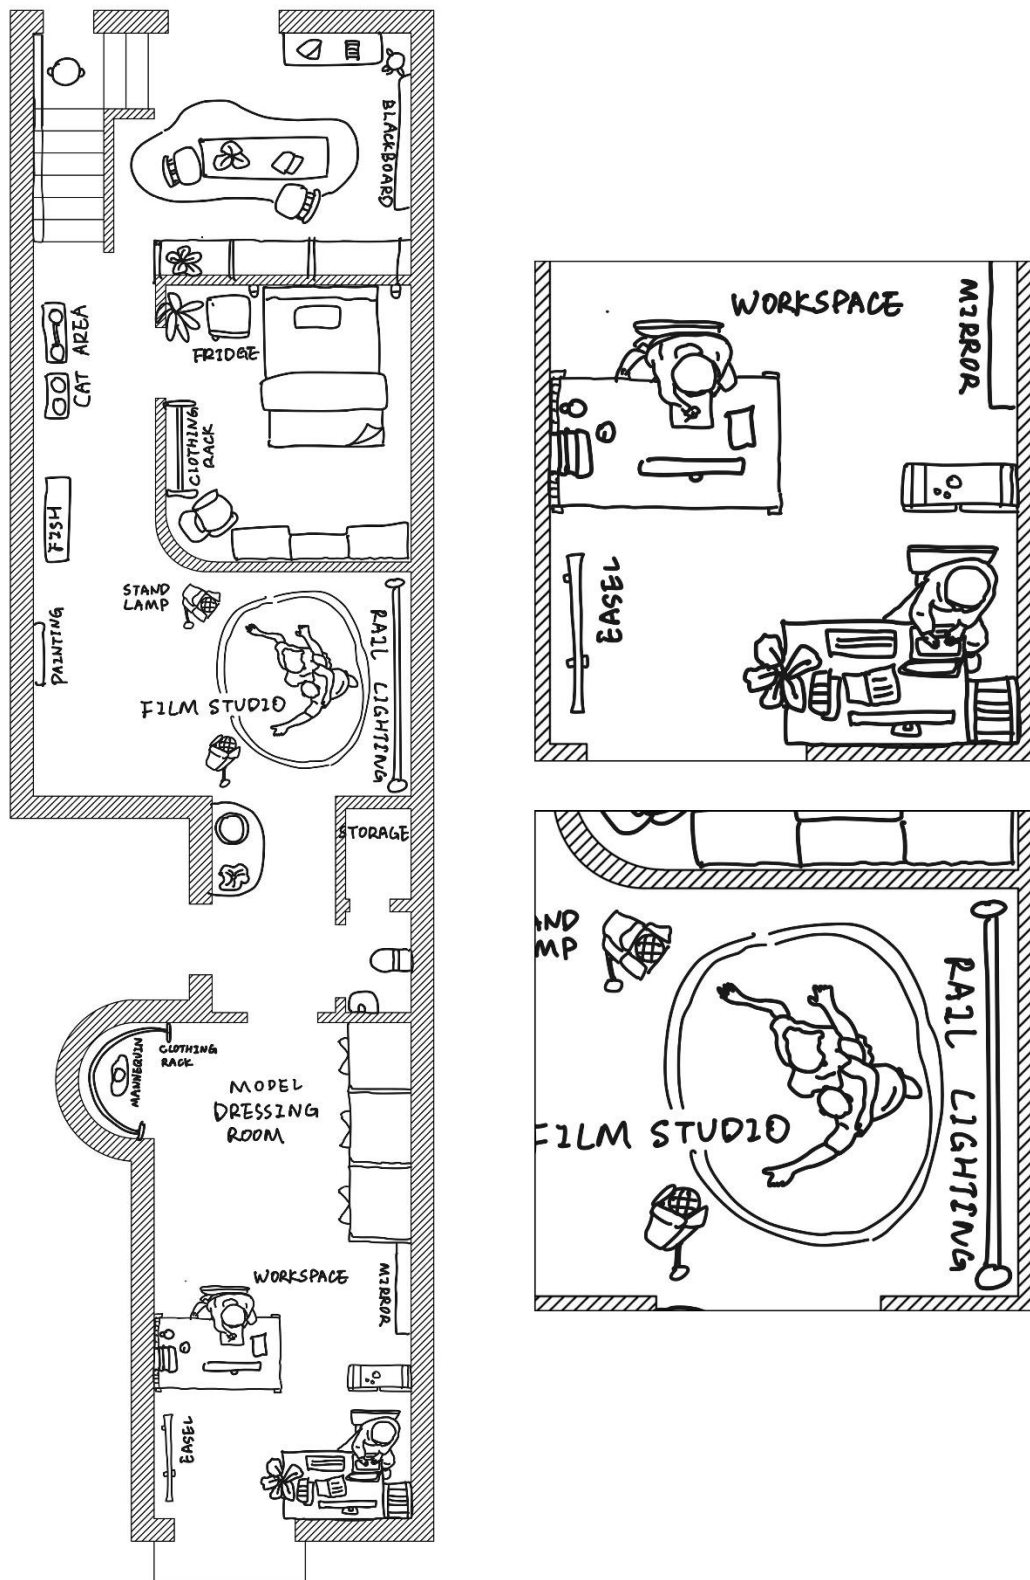 BLACKBOARD
CAT AREA
FRIDGE
CLOTHING
RACK
FISH
STAND
LAMP
PAINTING
RAIL LIGHTING
FILM STUDIO
STORAGE
MANNEQUIN
CLOTHING
RACK
MODEL
DRESSING
ROOM
WORKSPACE
MIRROR
EASEL
WORKSPACE
MIRROR
EASEL
AND
MP
RAIL LIGHTING
FILM STUDIO